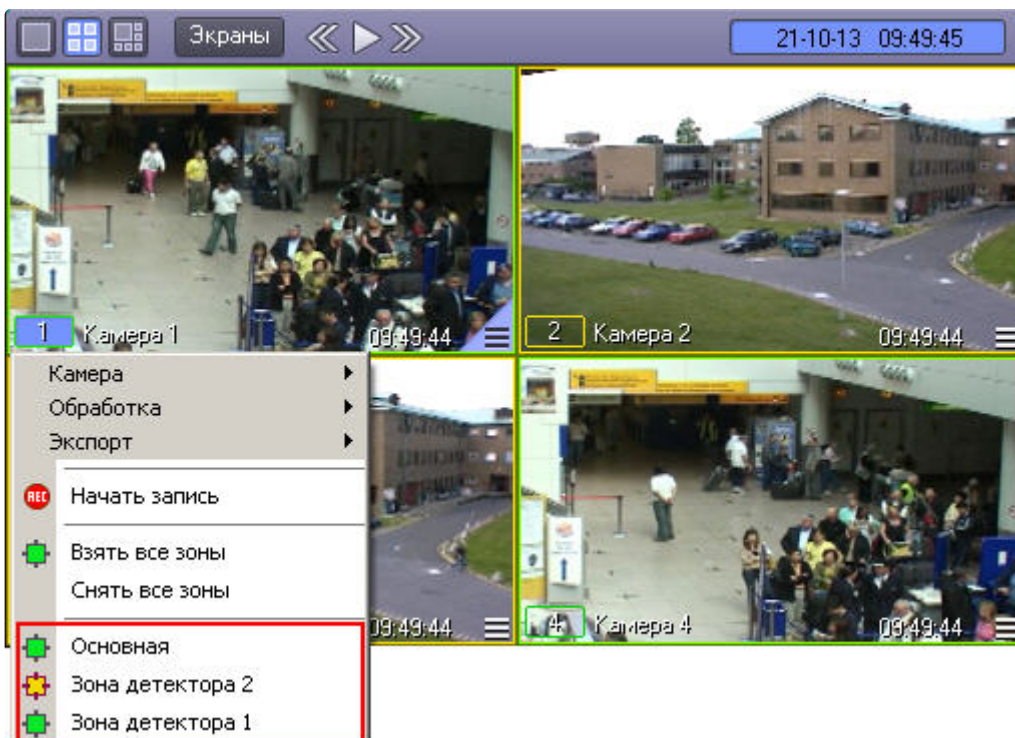 Экраны
21-10-13 09:49:45
1 Камера 1 09:49:44
2 Камера 2 09:49:44
Камера
Обработка
Экспорт
REC Начать запись
Взять все зоны
Снять все зоны
09:49:44
4 Камера 4 09:49:44
Основная
Зона детектора 2
Зона детектора 1